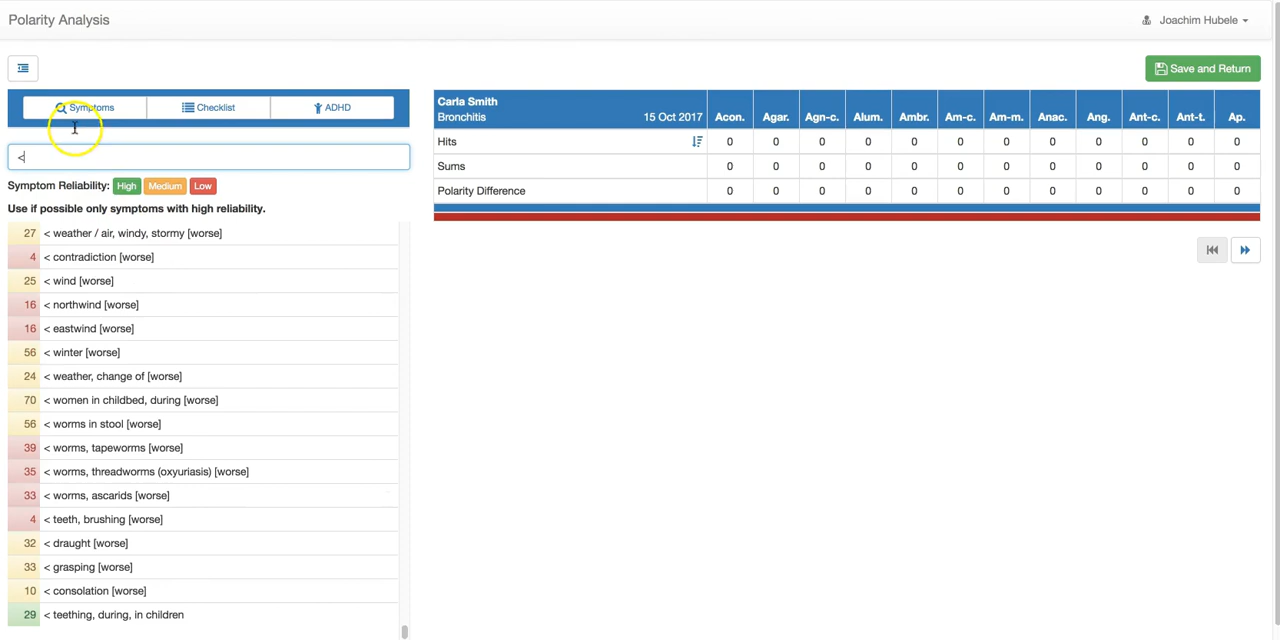 Polarity Analysis
Joachim Hubele
Save and Return
Symptoms Checklist ADHD
<
Symptom Reliability: High Medium Low
Use if possible only symptoms with high reliability.
27 < weather / air, windy, stormy [worse]
4 < contradiction [worse]
25 < wind [worse]
16 < northwind [worse]
16 < eastwind [worse]
56 < winter [worse]
24 < weather, change of [worse]
70 < women in childbed, during [worse]
56 < worms in stool [worse]
39 < worms, tapeworms [worse]
35 < worms, threadworms (oxyuriasis) [worse]
33 < worms, ascarids [worse]
4 < teeth, brushing [worse]
32 < draught [worse]
33 < grasping [worse]
10 < consolation [worse]
29 < teething, during, in children
Carla Smith
Bronchitis 15 Oct 2017 Acon. Agar. Agn-c. Alum. Ambr. Am-c. Am-m. Anac. Ang. Ant-c. Ant-t. Ap.
Hits 0 0 0 0 0 0 0 0 0 0 0 0
Sums 0 0 0 0 0 0 0 0 0 0 0 0
Polarity Difference 0 0 0 0 0 0 0 0 0 0 0 0